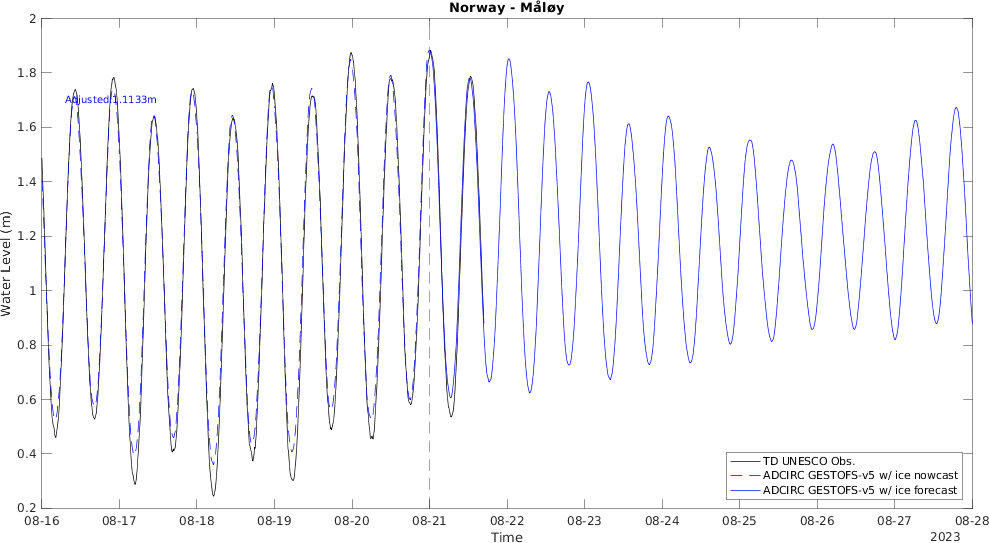 Norway - Måløy
Water Level (m)
2
1.8
1.6
1.4
1.2
1
0.8
0.6
0.4
0.2
Adjusted:1.1133m
TD UNESCO Obs.
ADCIRC GESTOFS-v5 w/ ice nowcast
ADCIRC GESTOFS-v5 w/ ice forecast
08-16 08-17 08-18 08-19 08-20 08-21 08-22 08-23 08-24 08-25 08-26 08-27 08-28
Time
2023